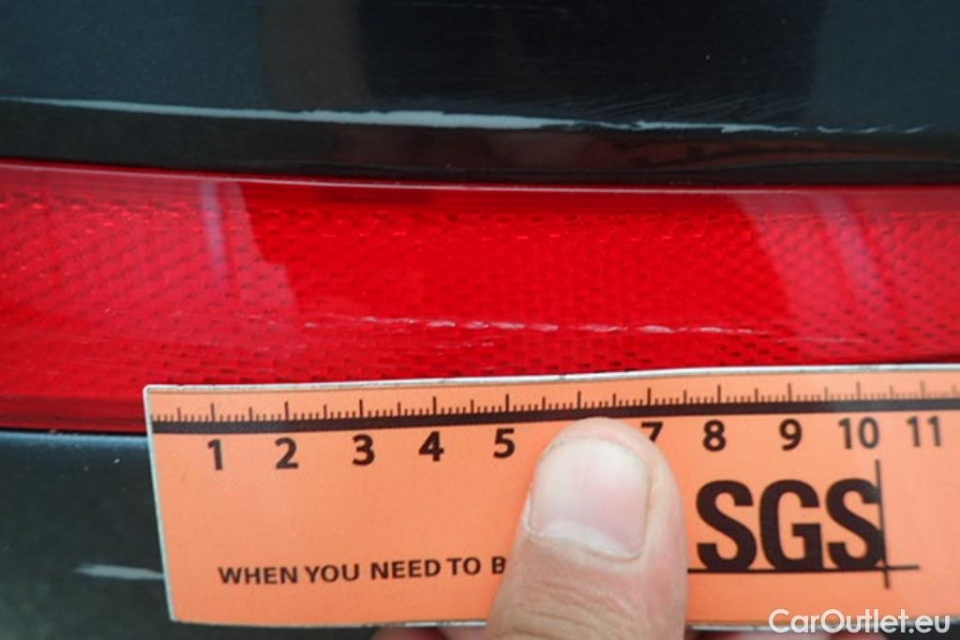 1 2 3 4 5 7 8 9 10 11
SGS
WHEN YOU NEED TO B
CarOutlet.eu